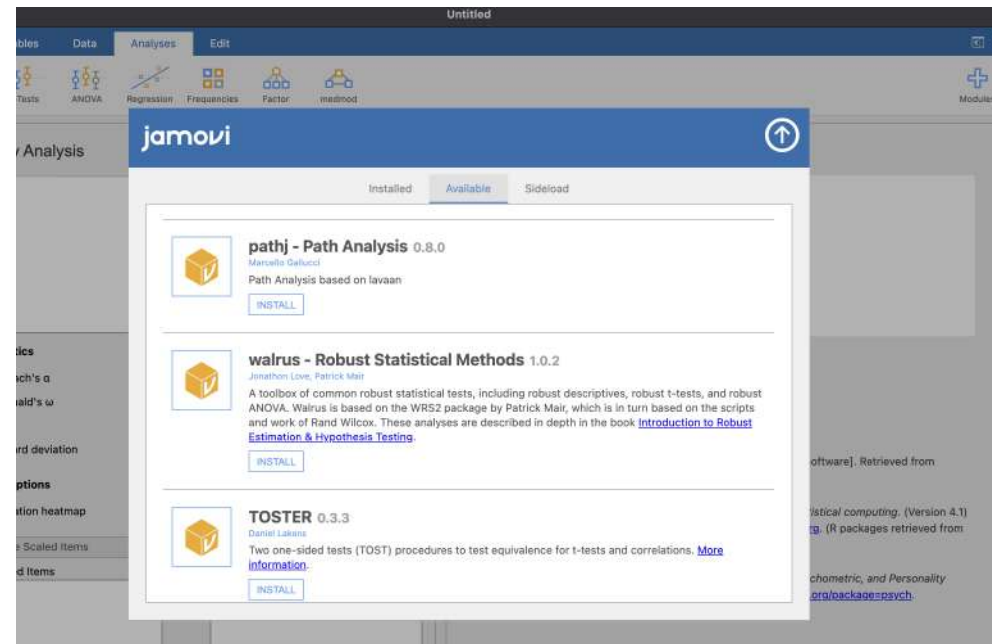 Untitled
Data
Analyses
Edit
Tests
ANOVA
Regression
Frequencies
Factor
medmod
Modules
Analysis
jamovi
Installed
Available
Sideload
pathj - Path Analysis 0.8.0
Marcello Gallucci
Path Analysis based on lavaan
INSTALL
walrus - Robust Statistical Methods 1.0.2
Jonathon Love, Patrick Mair
A toolbox of common robust statistical tests, including robust descriptives, robust t-tests, and robust
ANOVA. Walrus is based on the WRS2 package by Patrick Mair, which is in turn based on the scripts
and work of Rand Wilcox. These analyses are described in depth in the book Introduction to Robust
Estimation & Hypothesis Testing.
INSTALL
TOSTER 0.3.3
Daniel Lakens
Two one-sided tests (TOST) procedures to test equivalence for t-tests and correlations. More
information.
INSTALL
tics
ach's α
nald's ω
rd deviation
ptions
ation heatmap
e Scaled Items
d Items
oftware]. Retrieved from
istical computing. (Version 4.1)
rg. (R packages retrieved from
chometric, and Personality
.org/package=psych.